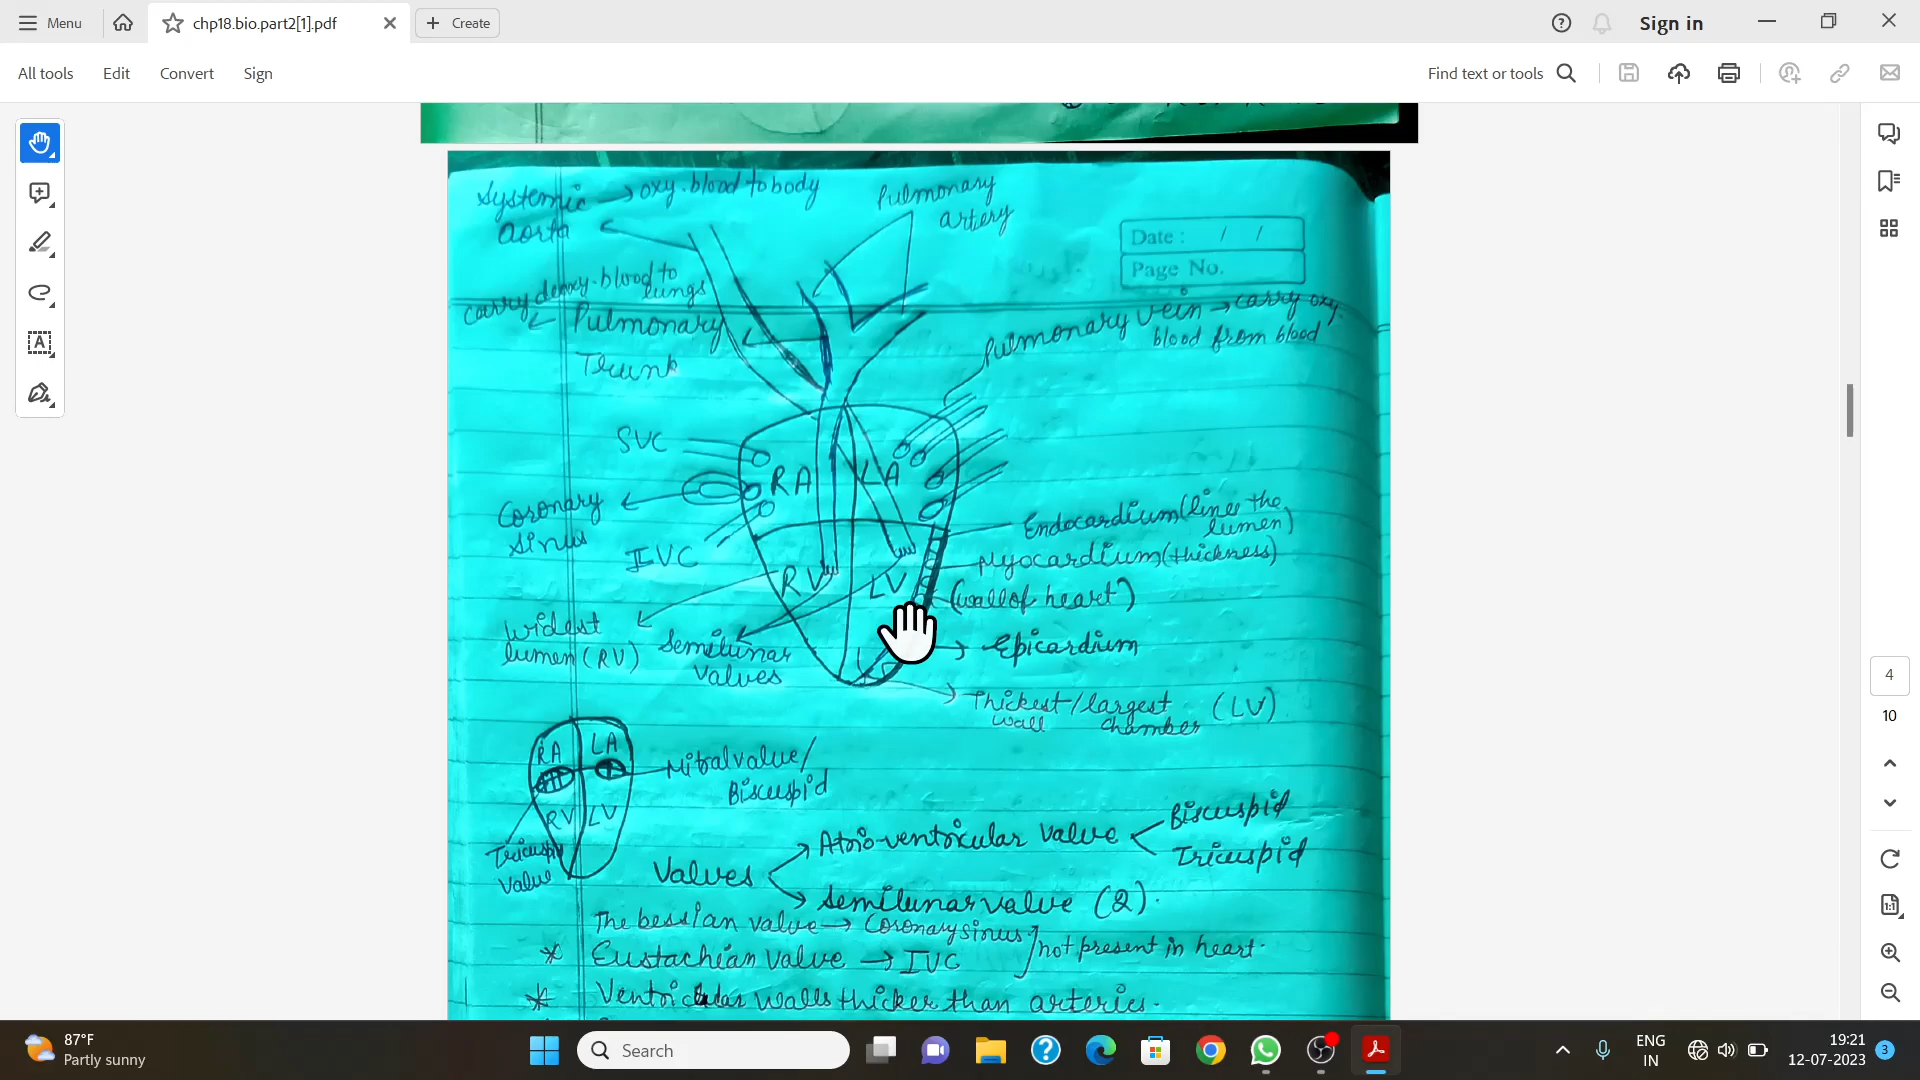 Menu
chp18.bio.part2[1].pdf
Create
Sign in
All tools
Edit
Convert
Sign
Find text or tools
Systemic → oxy. blood to body
aorta
Pulmonary
artery
Date : / /
Page No.
carry deoxy. blood to
lungs
Pulmonary
Trunk
Pulmonary vein → carry oxy.
blood from blood
SVC
RA
LA
Coronary
sinus
IVC
Endocardium (lines the
lumen)
Myocardium (thickness)
RV
LV
(wall of heart)
widest
lumen (RV)
Semilunar
Valves
Epicardium
Thickest/largest (LV)
wall chamber
RA LA
Mitral valve/
Biscuspid
RV LV
Tricuspid
Valve
Valves
Atrio-ventricular valve
Biscuspid
Tricuspid
Semilunar valve (2).
The bessian valve → Coronary sinus
* Eustachian Valve → IVC
not present in heart.
* Ventricular walls thicker than arteries.
4
10
87°F
Partly sunny
Search
ENG
IN
19:21
12-07-2023
3